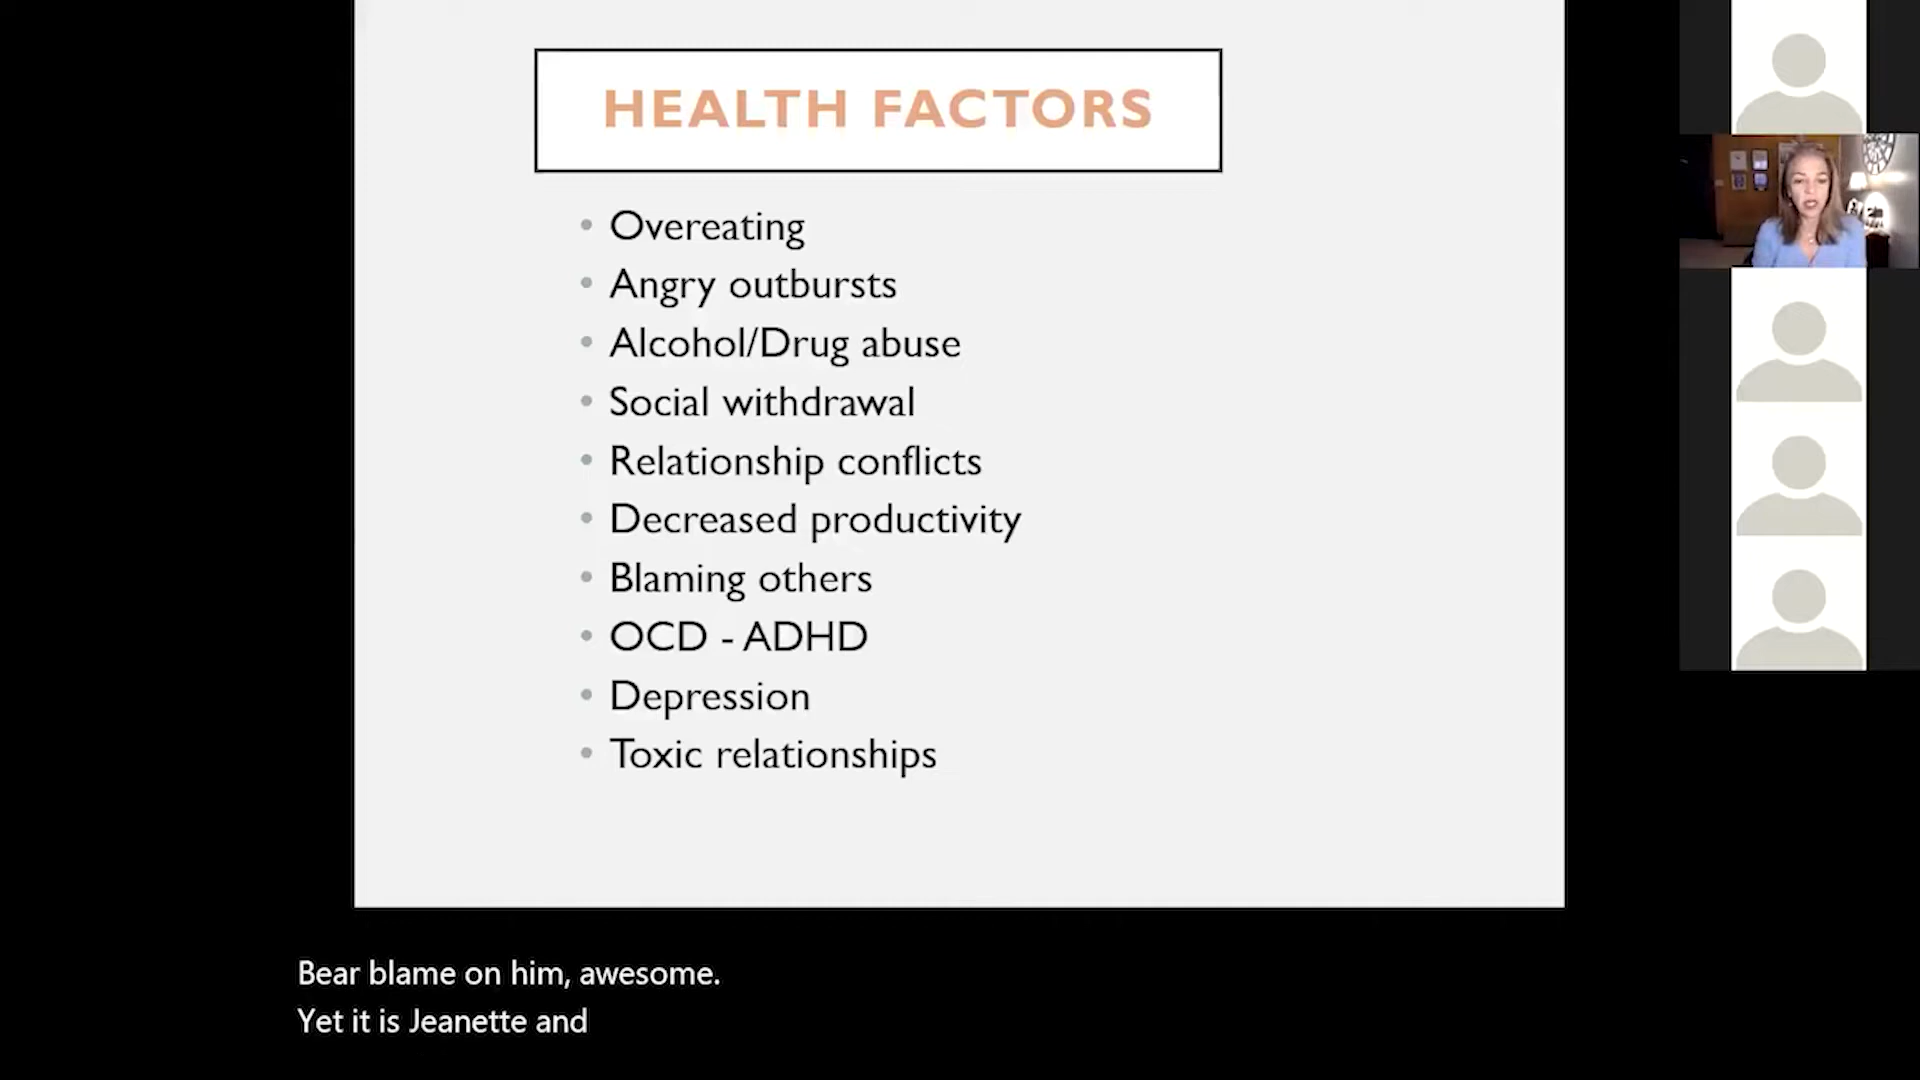 HEALTH FACTORS
• Overeating
• Angry outbursts
• Alcohol/Drug abuse
• Social withdrawal
• Relationship conflicts
• Decreased productivity
• Blaming others
• OCD - ADHD
• Depression
• Toxic relationships
Bear blame on him, awesome.
Yet it is Jeanette and